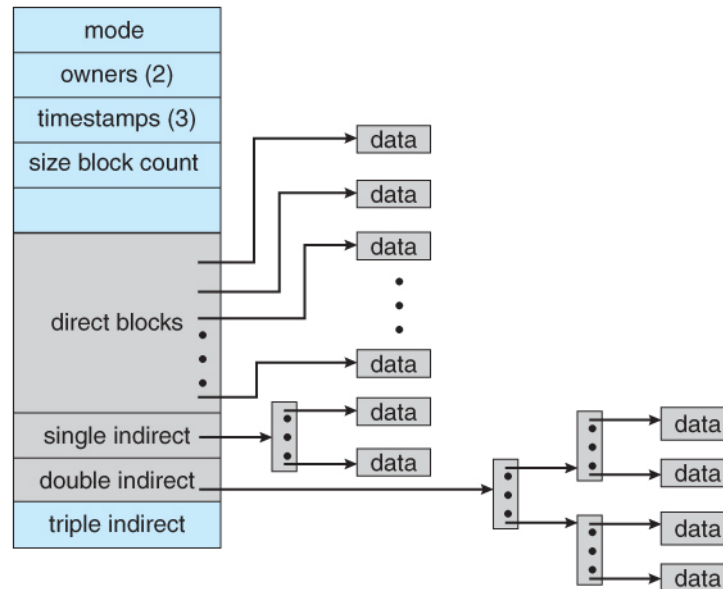 mode
owners (2)
timestamps (3)
size block count
data
data
data
direct blocks
data
single indirect
data
data
double indirect
data
data
triple indirect
data
data